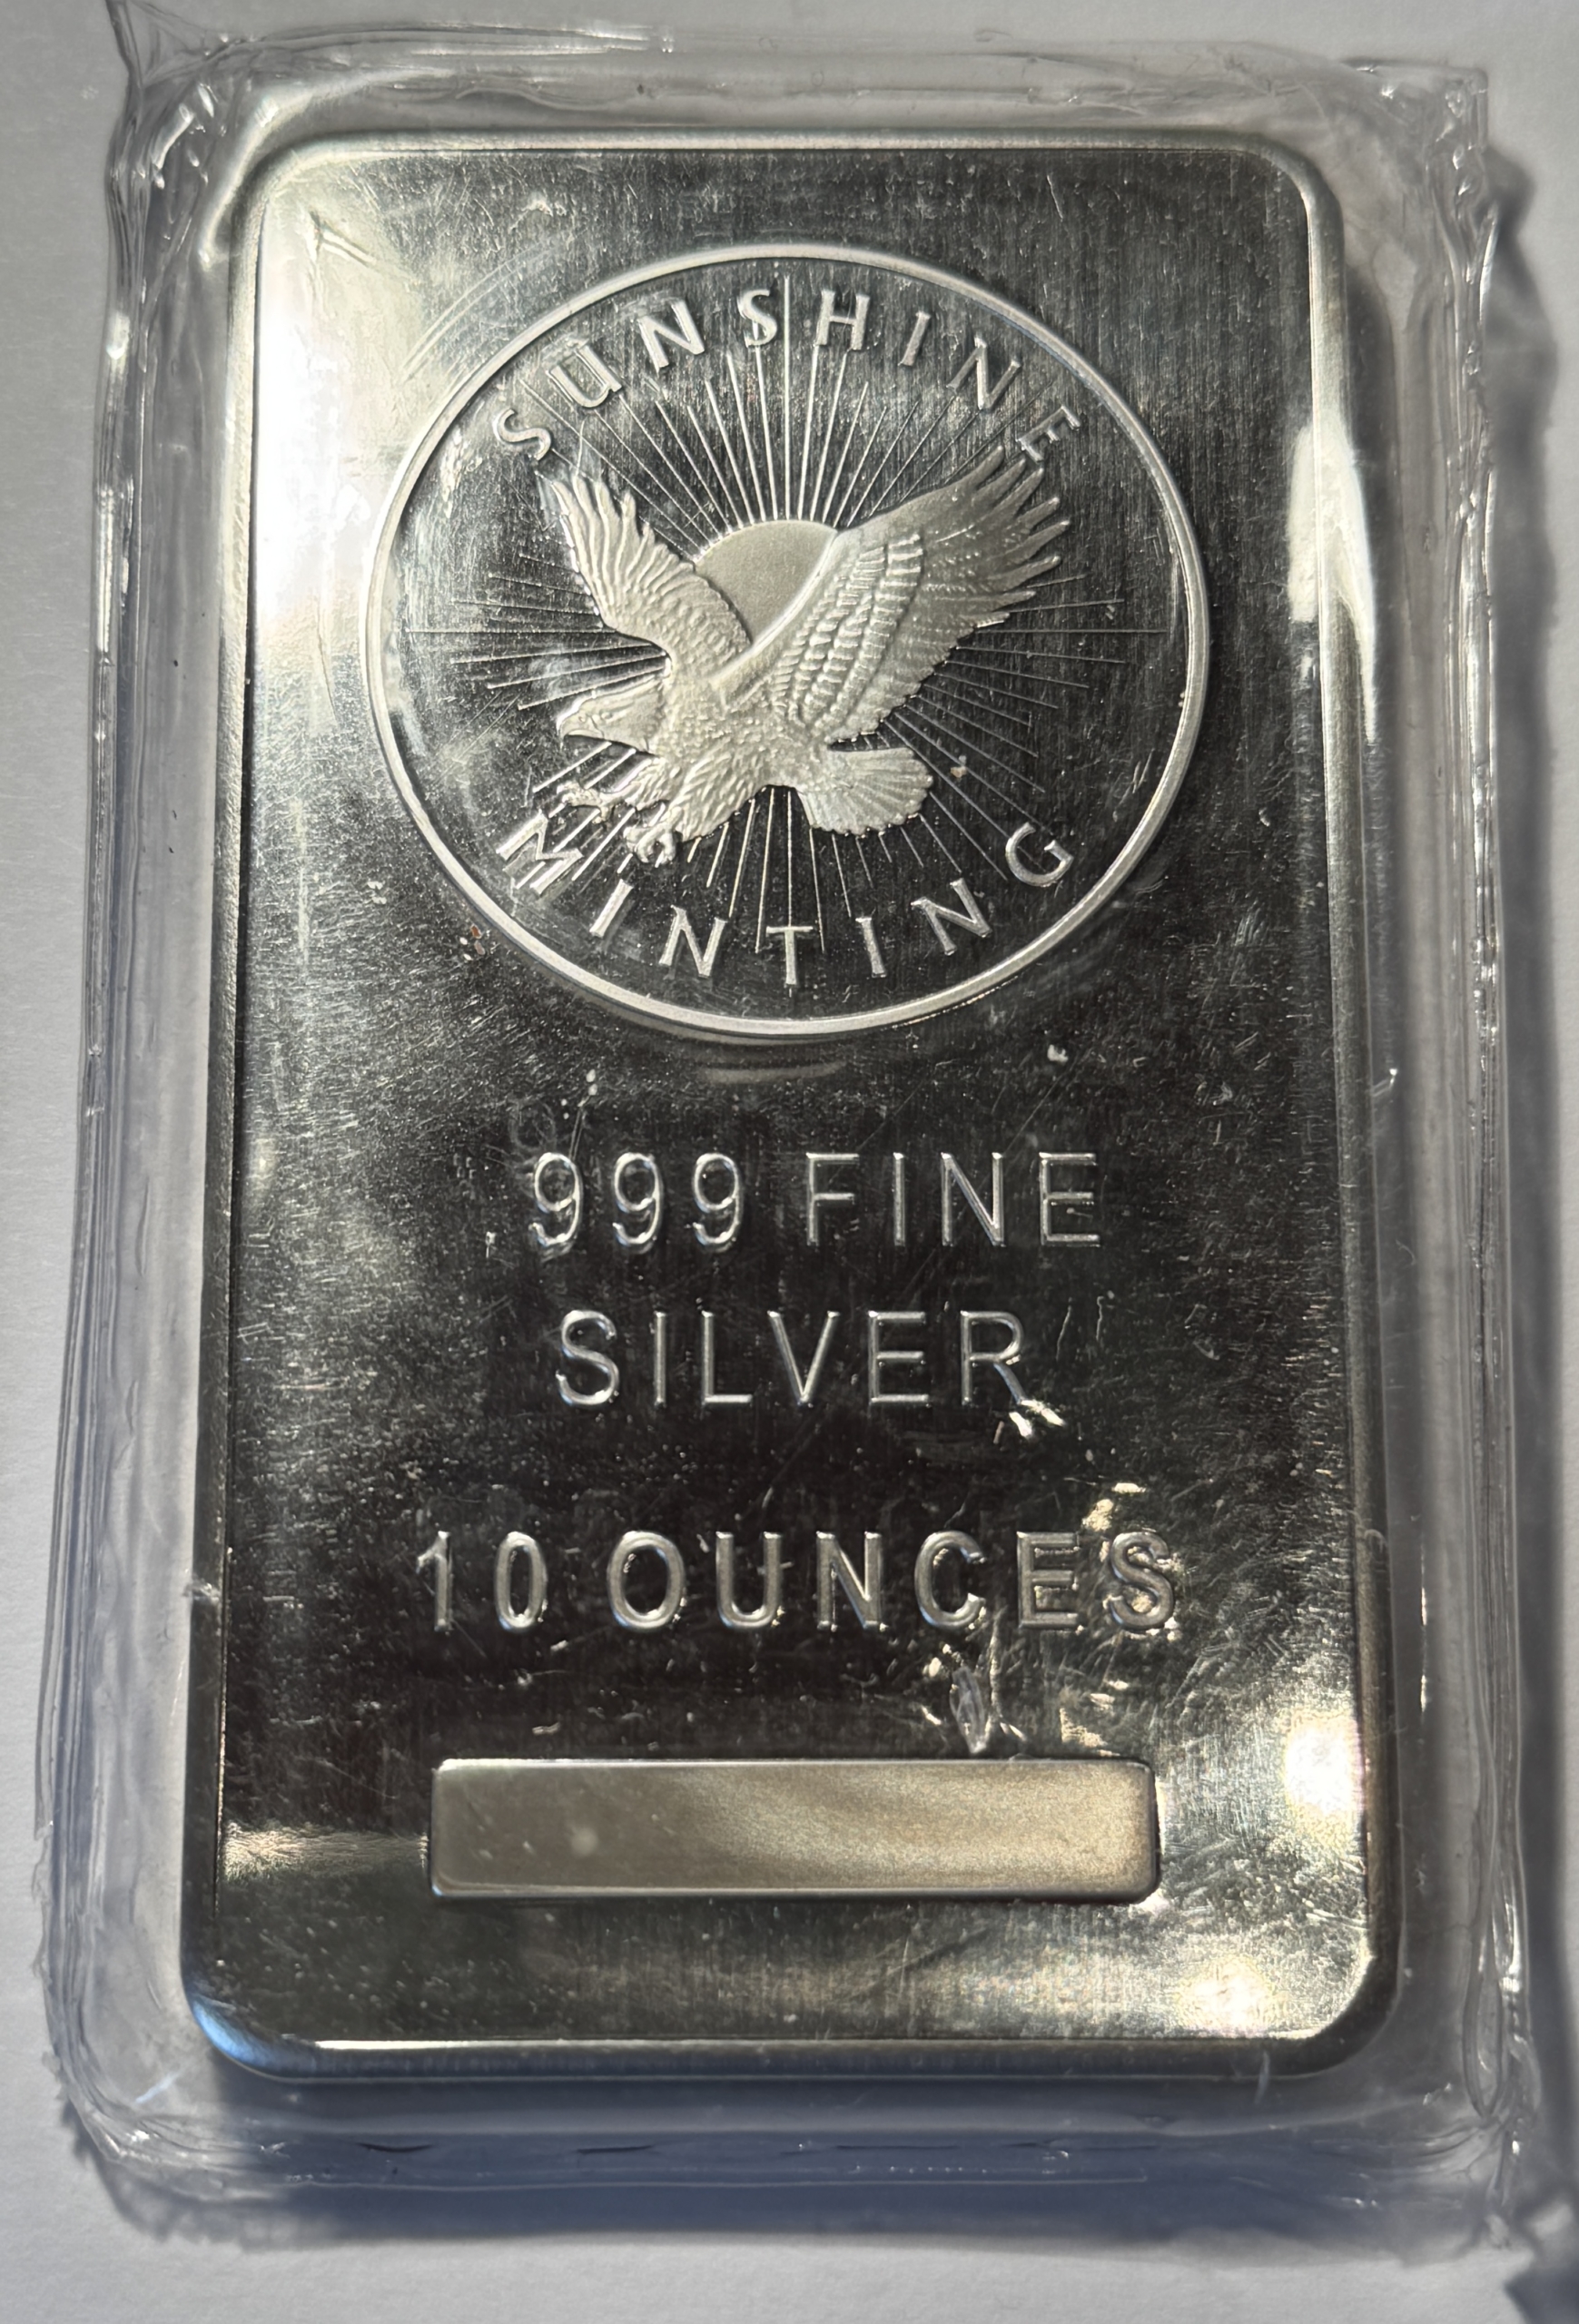 SUNSHINE
MINTING
999 FINE
SILVER
10 OUNCES